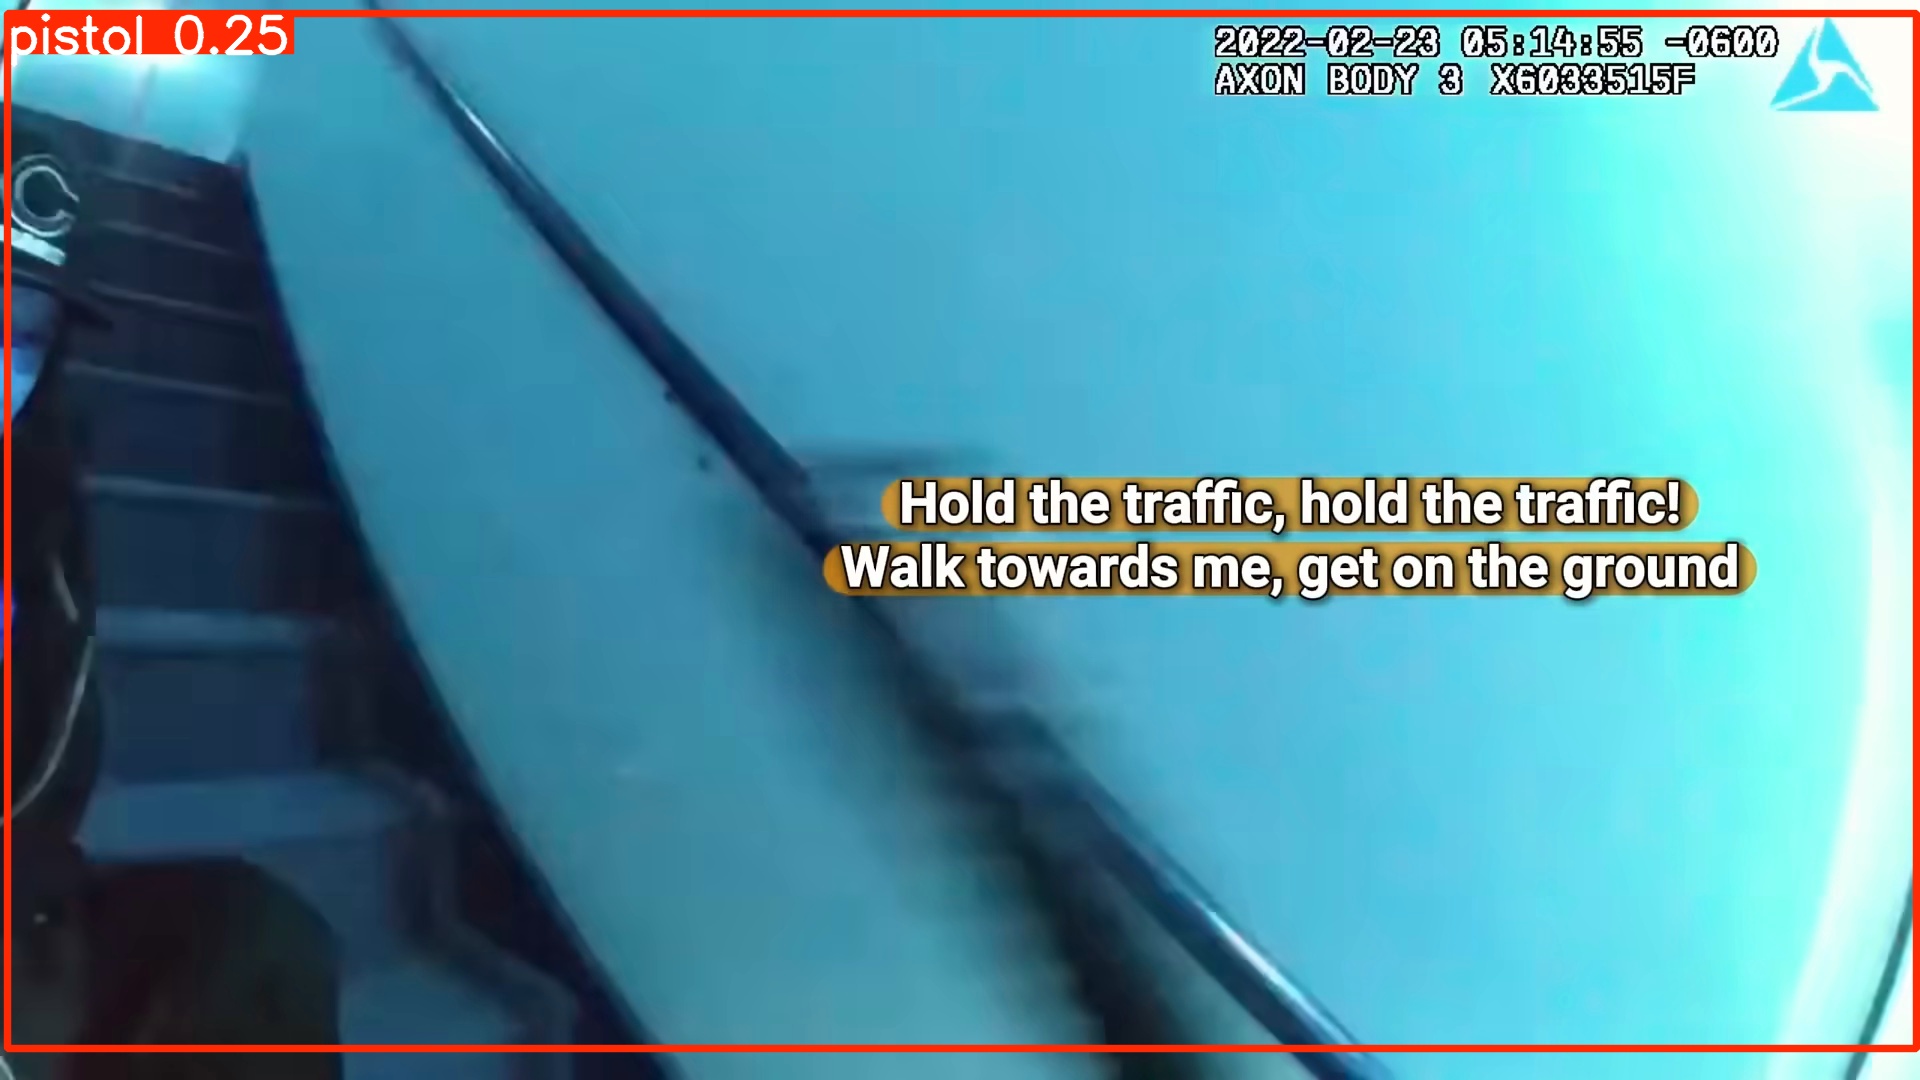 pistol 0.25
2022-02-23 05:14:55 -0600
AXON BODY 3 X6033515F
C
Hold the traffic, hold the traffic!
Walk towards me, get on the ground